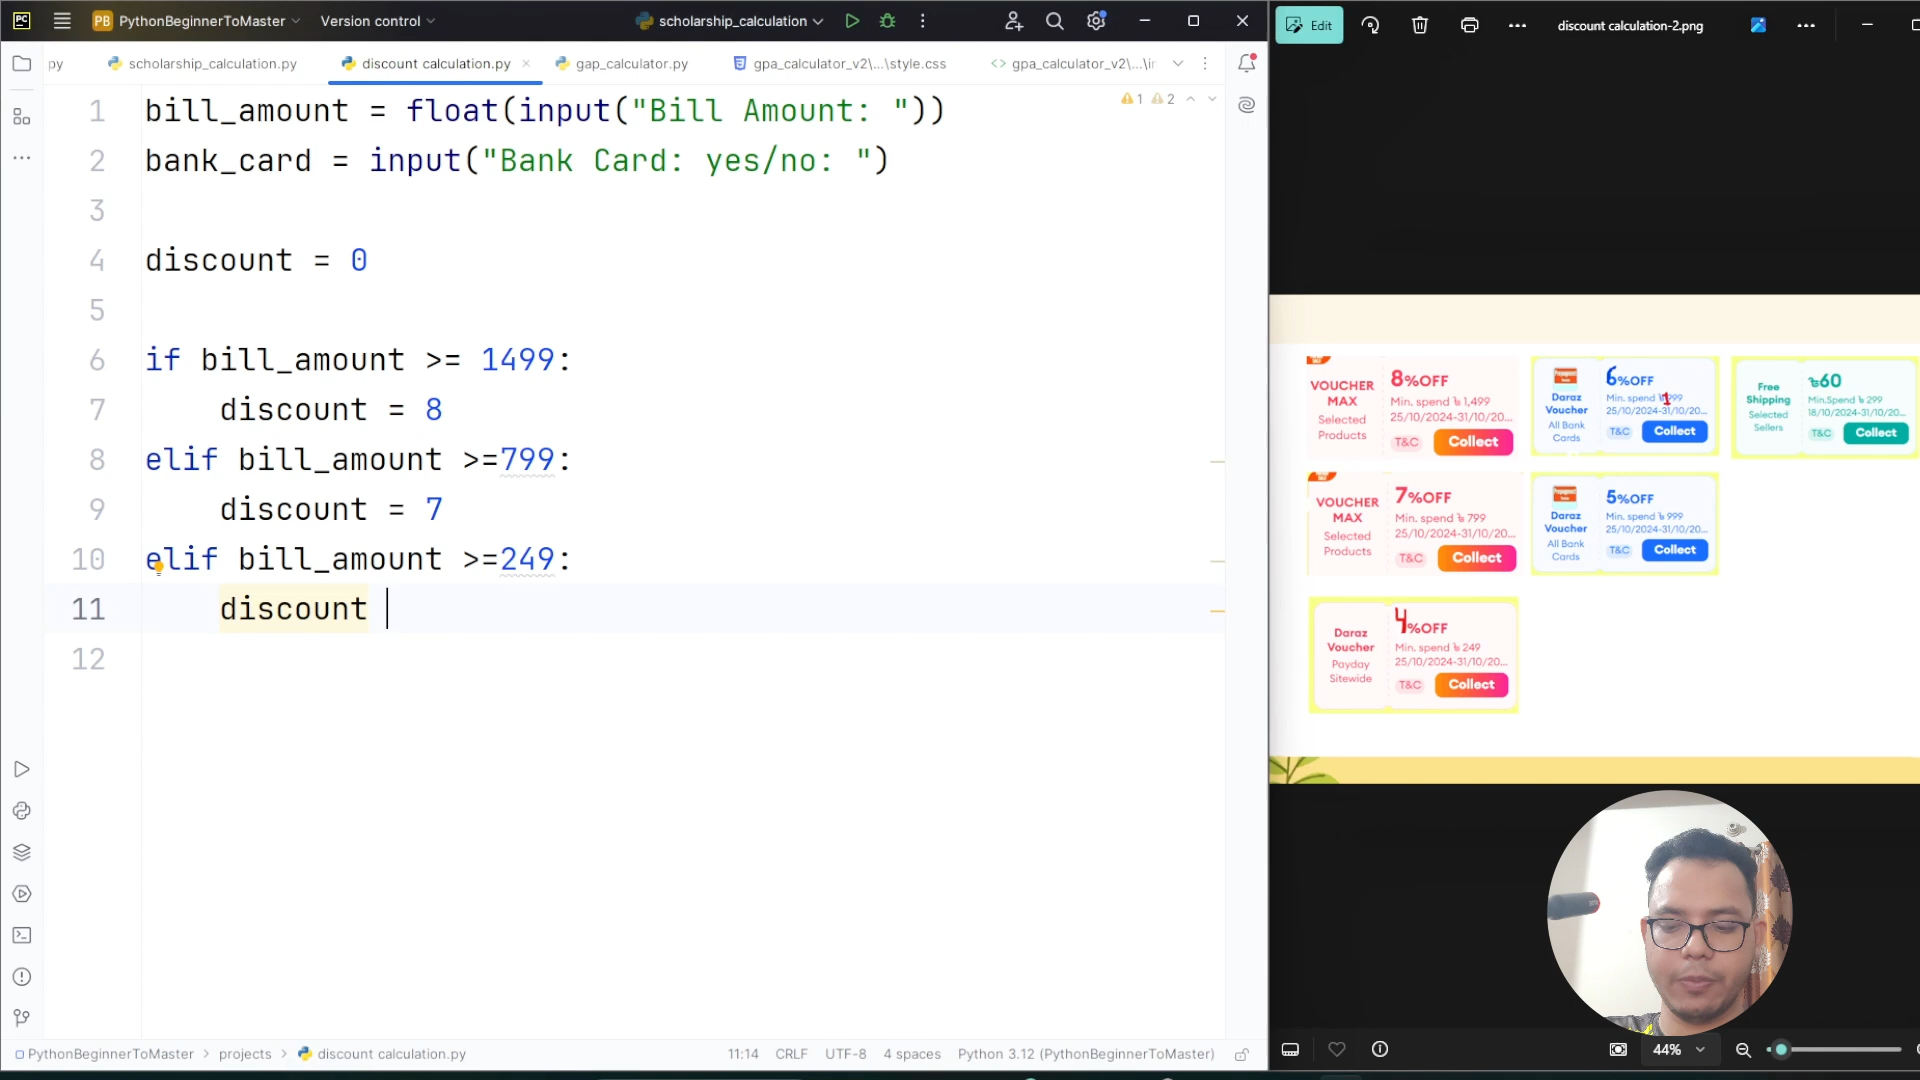 PC
PB PythonBeginnerToMaster Version control scholarship_calculation
py scholarship_calculation.py discount calculation.py gap_calculator.py gpa_calculator_v2\...\style.css <> gpa_calculator_v2\...\ir
1 2
1 bill_amount = float(input("Bill Amount: "))
2 bank_card = input("Bank Card: yes/no: ")
3
4 discount = 0
5
6 if bill_amount >= 1499:
7 discount = 8
8 elif bill_amount >=799:
9 discount = 7
10 elif bill_amount >=249:
11 discount
12
PythonBeginnerToMaster > projects > discount calculation.py
11:14 CRLF UTF-8 4 spaces Python 3.12 (PythonBeginnerToMaster)
Edit discount calculation-2.png
VOUCHER MAX
Selected Products
8%OFF
Min. spend ৳ 1,499
25/10/2024-31/10/20...
T&C Collect
Daraz Voucher
All Bank Cards
6%OFF
Min. spend ৳ 1999
25/10/2024-31/10/20...
T&C Collect
Free Shipping
Selected Sellers
৳60
Min.Spend ৳ 299
18/10/2024-31/10/20...
T&C Collect
VOUCHER MAX
Selected Products
7%OFF
Min. spend ৳ 799
25/10/2024-31/10/20...
T&C Collect
Daraz Voucher
All Bank Cards
5%OFF
Min. spend ৳ 999
25/10/2024-31/10/20...
T&C Collect
Daraz Voucher
Payday Sitewide
4%OFF
Min. spend ৳ 249
25/10/2024-31/10/20...
T&C Collect
44%